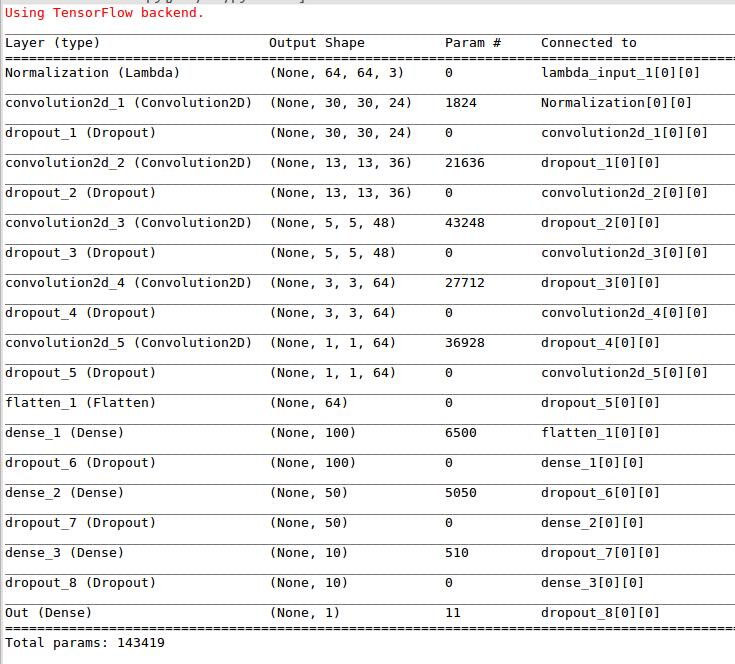 Using TensorFlow backend.
Layer (type) Output Shape Param # Connected to
Normalization (Lambda) (None, 64, 64, 3) 0 lambda_input_1[0][0]
convolution2d_1 (Convolution2D) (None, 30, 30, 24) 1824 Normalization[0][0]
dropout_1 (Dropout) (None, 30, 30, 24) 0 convolution2d_1[0][0]
convolution2d_2 (Convolution2D) (None, 13, 13, 36) 21636 dropout_1[0][0]
dropout_2 (Dropout) (None, 13, 13, 36) 0 convolution2d_2[0][0]
convolution2d_3 (Convolution2D) (None, 5, 5, 48) 43248 dropout_2[0][0]
dropout_3 (Dropout) (None, 5, 5, 48) 0 convolution2d_3[0][0]
convolution2d_4 (Convolution2D) (None, 3, 3, 64) 27712 dropout_3[0][0]
dropout_4 (Dropout) (None, 3, 3, 64) 0 convolution2d_4[0][0]
convolution2d_5 (Convolution2D) (None, 1, 1, 64) 36928 dropout_4[0][0]
dropout_5 (Dropout) (None, 1, 1, 64) 0 convolution2d_5[0][0]
flatten_1 (Flatten) (None, 64) 0 dropout_5[0][0]
dense_1 (Dense) (None, 100) 6500 flatten_1[0][0]
dropout_6 (Dropout) (None, 100) 0 dense_1[0][0]
dense_2 (Dense) (None, 50) 5050 dropout_6[0][0]
dropout_7 (Dropout) (None, 50) 0 dense_2[0][0]
dense_3 (Dense) (None, 10) 510 dropout_7[0][0]
dropout_8 (Dropout) (None, 10) 0 dense_3[0][0]
Out (Dense) (None, 1) 11 dropout_8[0][0]
Total params: 143419